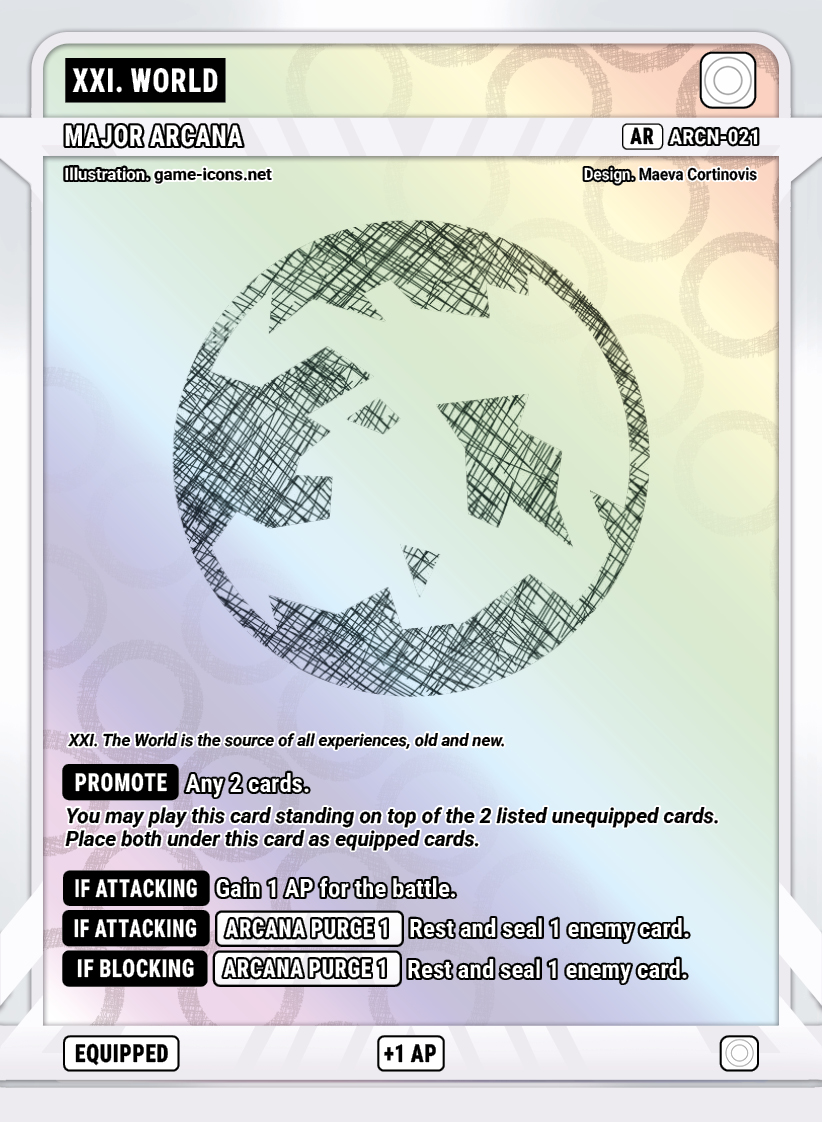 XXI. WORLD
MAJOR ARCANA
AR ARCN-021
Illustration. game-icons.net
Design. Maeva Cortinovis
XXI. The World is the source of all experiences, old and new.
PROMOTE Any 2 cards.
You may play this card standing on top of the 2 listed unequipped cards.
Place both under this card as equipped cards.
IF ATTACKING Gain 1 AP for the battle.
IF ATTACKING ARCANA PURGE 1 Rest and seal 1 enemy card.
IF BLOCKING ARCANA PURGE 1 Rest and seal 1 enemy card.
EQUIPPED +1 AP